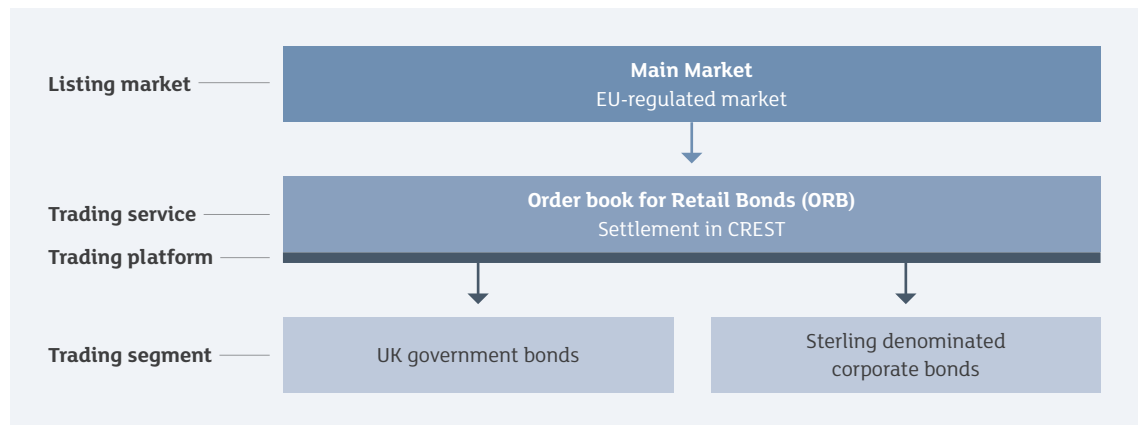 Listing market
Main Market
EU-regulated market
Trading service
Order book for Retail Bonds (ORB)
Settlement in CREST
Trading platform
Trading segment
UK government bonds
Sterling denominated
corporate bonds